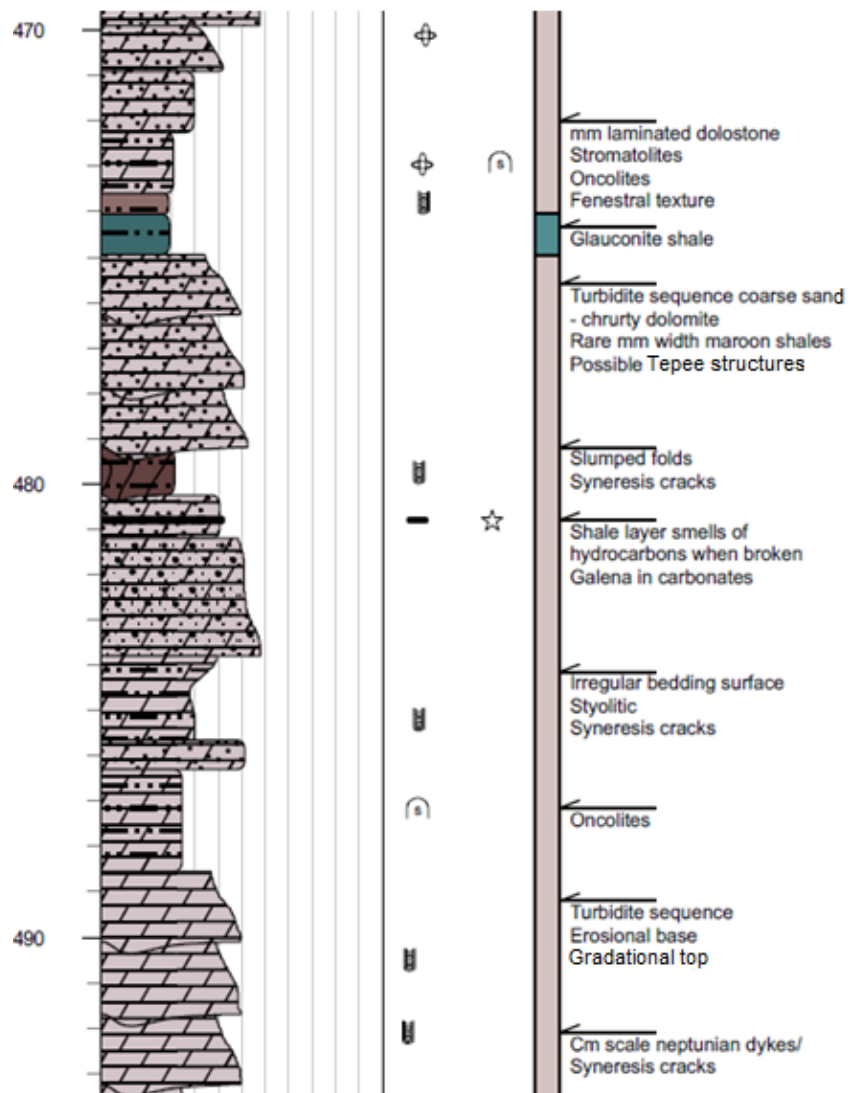 470
mm laminated dolostone
Stromatolites
Oncolites
Fenestral texture
s
Glauconite shale
Turbidite sequence coarse sand
- chrurty dolomite
Rare mm width maroon shales
Possible Tepee structures
480
Slumped folds
Syneresis cracks
Shale layer smells of
hydrocarbons when broken
Galena in carbonates
Irregular bedding surface
Styolitic
Syneresis cracks
s
Oncolites
490
Turbidite sequence
Erosional base
Gradational top
Cm scale neptunian dykes/
Syneresis cracks